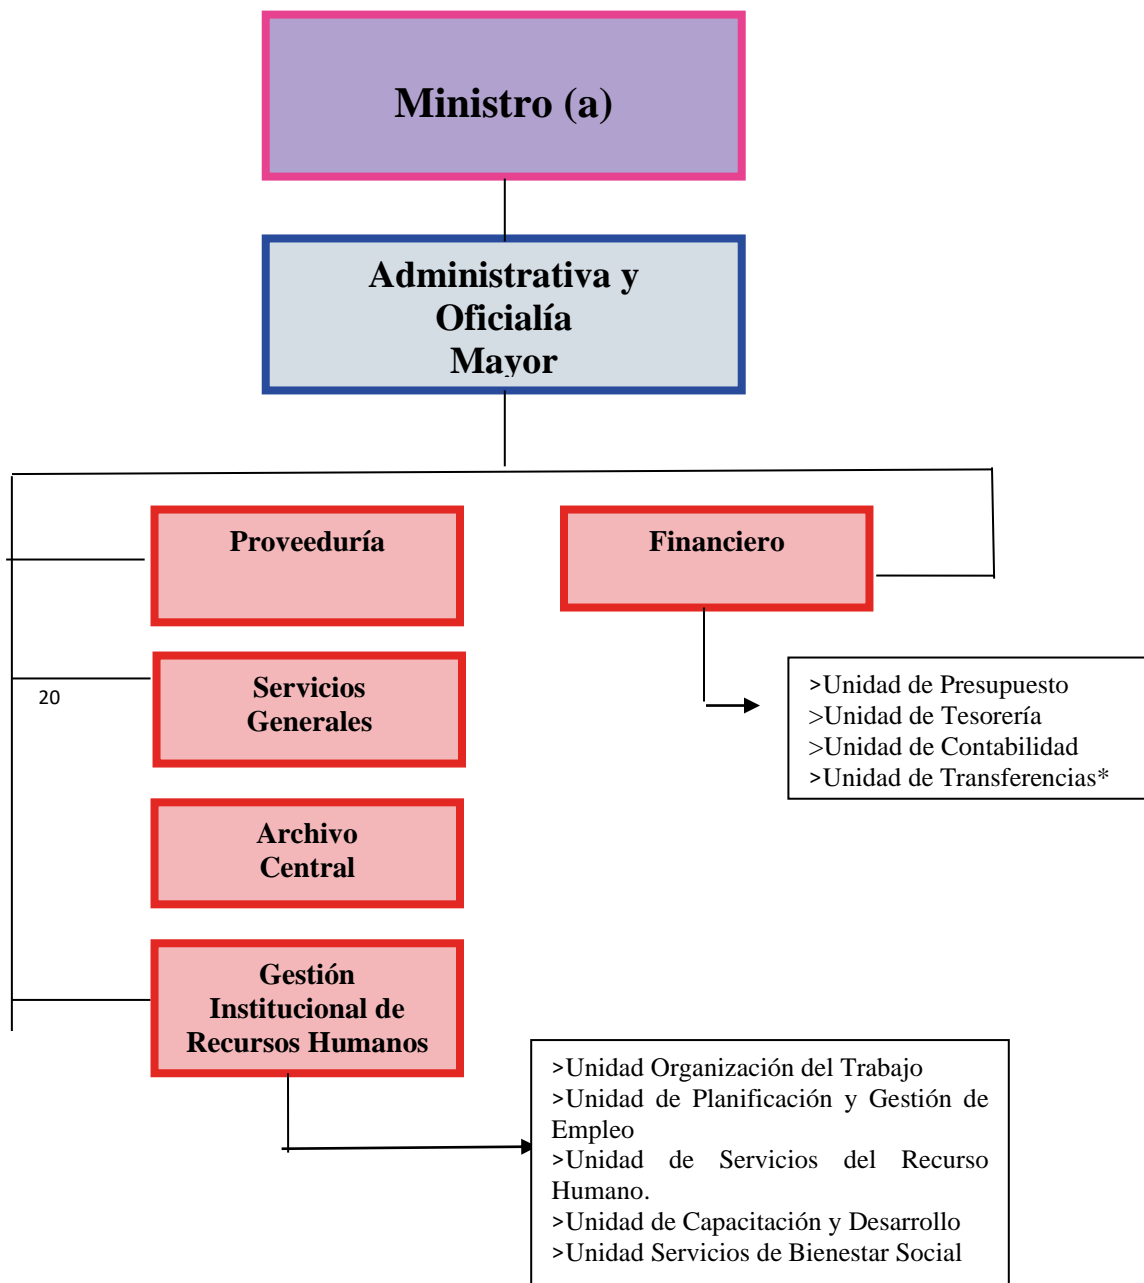 Ministro (a)
Administrativa y
Oficialía
Mayor
Proveeduría
Financiero
20
Servicios
Generales
>Unidad de Presupuesto
>Unidad de Tesorería
>Unidad de Contabilidad
>Unidad de Transferencias*
Archivo
Central
Gestión
Institucional de
Recursos Humanos
>Unidad Organización del Trabajo
>Unidad de Planificación y Gestión de
Empleo
>Unidad de Servicios del Recurso
Humano.
>Unidad de Capacitación y Desarrollo
>Unidad Servicios de Bienestar Social